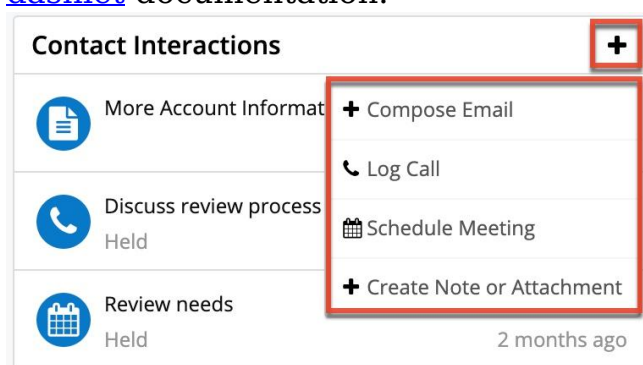 documentation.
Contact Interactions
More Account Informat
+ Compose Email
Log Call
Discuss review process
Schedule Meeting
Held
+ Create Note or Attachment
Review needs
Held
2 months ago